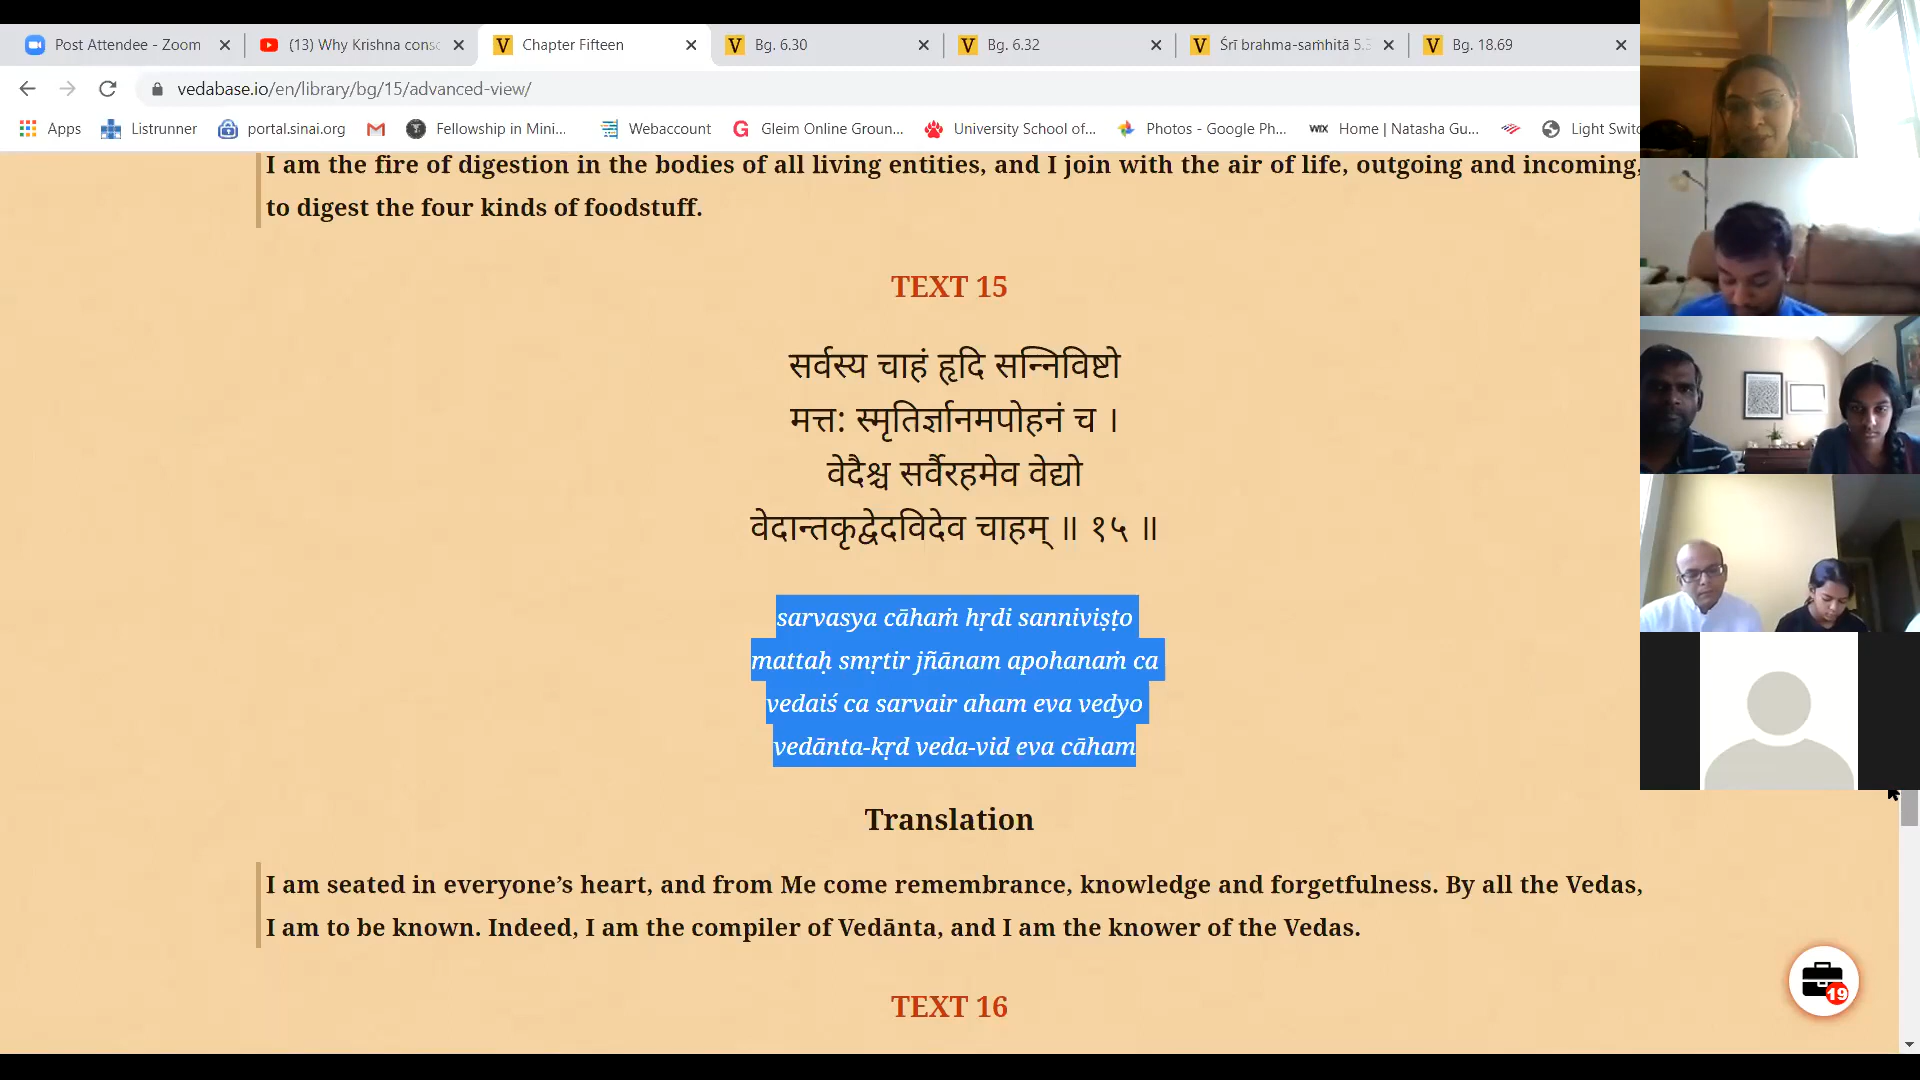 Post Attendee - Zoom
(13) Why Krishna consc
Chapter Fifteen
Bg. 6.30
Bg. 6.32
Śrī brahma-saṁhitā 5.3
Bg. 18.69
vedabase.io/en/library/bg/15/advanced-view/
Apps
Listrunner
portal.sinai.org
Fellowship in Mini...
Webaccount
Gleim Online Groun...
University School of...
Photos - Google Ph...
WIX
Home | Natasha Gu...
Light Switc
I am the fire of digestion in the bodies of all living entities, and I join with the air of life, outgoing and incoming,
to digest the four kinds of foodstuff.
TEXT 15
सर्वस्य चाहं हृदि सन्निविष्टो
मत्त: स्मृतिर्ज्ञानमपोहनं च ।
वेदैश्च सर्वैरहमेव वेद्यो
वेदान्तकृद्वेदविदेव चाहम् ॥ १५ ॥
sarvasya cāhaṁ hṛdi sanniviṣṭo
mattaḥ smṛtir jñānam apohanaṁ ca
vedaiś ca sarvair aham eva vedyo
vedānta-kṛd veda-vid eva cāham
Translation
I am seated in everyone’s heart, and from Me come remembrance, knowledge and forgetfulness. By all the Vedas,
I am to be known. Indeed, I am the compiler of Vedānta, and I am the knower of the Vedas.
19
TEXT 16